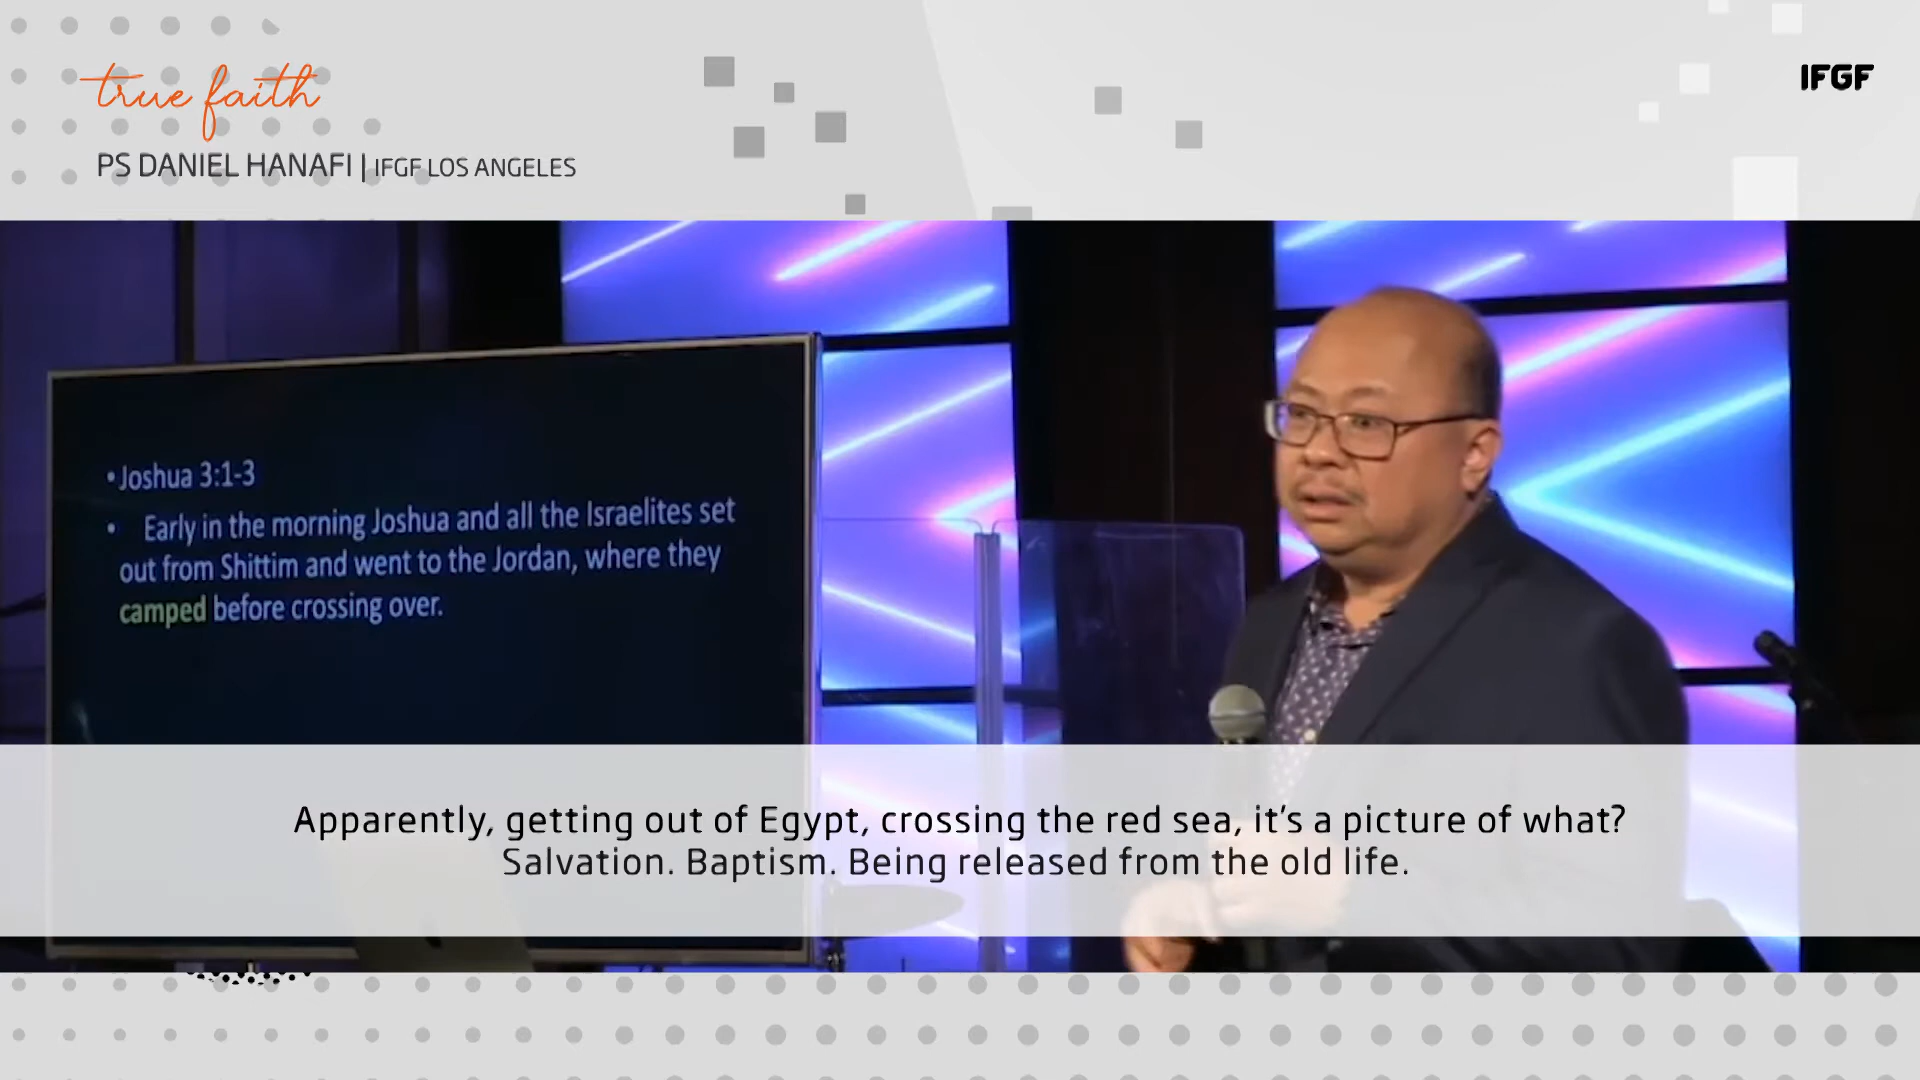 true faith
IFGF
PS DANIEL HANAFI | IFGF LOS ANGELES
• Joshua 3:1-3
• Early in the morning Joshua and all the Israelites set
out from Shittim and went to the Jordan, where they
camped before crossing over.
Apparently, getting out of Egypt, crossing the red sea, it's a picture of what?
Salvation. Baptism. Being released from the old life.